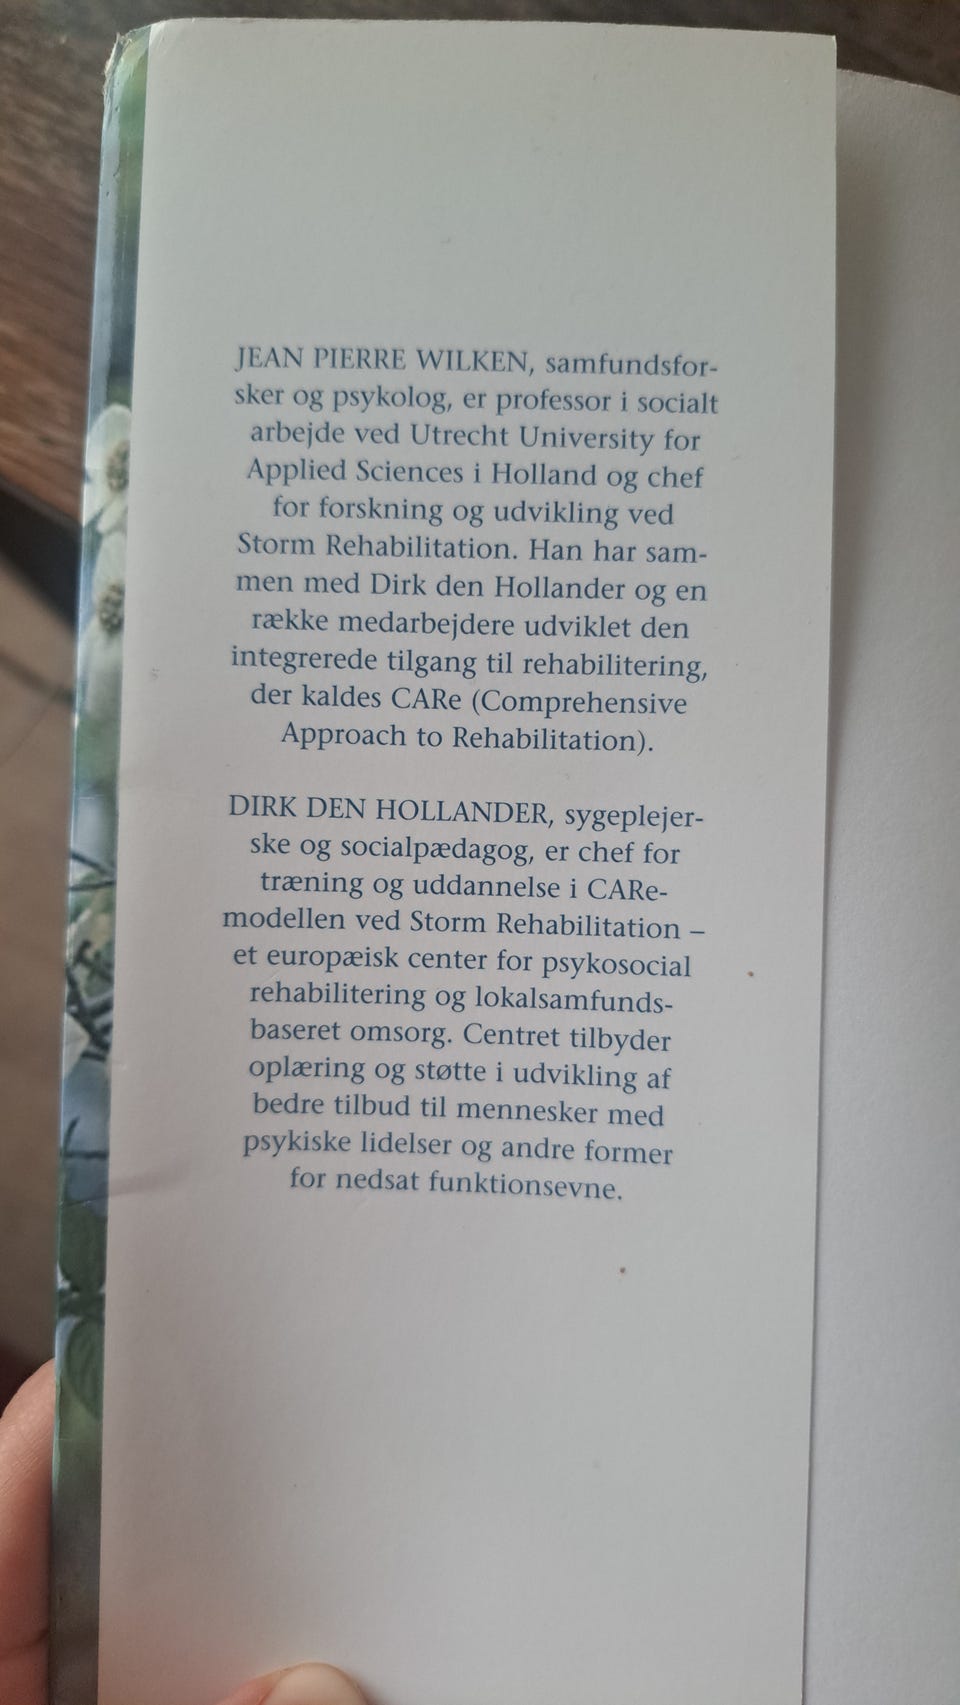 JEAN PIERRE WILKEN, samfundsfor-
sker og psykolog, er professor i socialt
arbejde ved Utrecht University for
Applied Sciences i Holland og chef
for forskning og udvikling ved
Storm Rehabilitation. Han har sam-
men med Dirk den Hollander og en
række medarbejdere udviklet den
integrerede tilgang til rehabilitering,
der kaldes CARe (Comprehensive
Approach to Rehabilitation).
DIRK DEN HOLLANDER, sygeplejer-
ske og socialpædagog, er chef for
træning og uddannelse i CARe-
modellen ved Storm Rehabilitation –
et europæisk center for psykosocial
rehabilitering og lokalsamfunds-
baseret omsorg. Centret tilbyder
oplæring og støtte i udvikling af
bedre tilbud til mennesker med
psykiske lidelser og andre former
for nedsat funktionsevne.